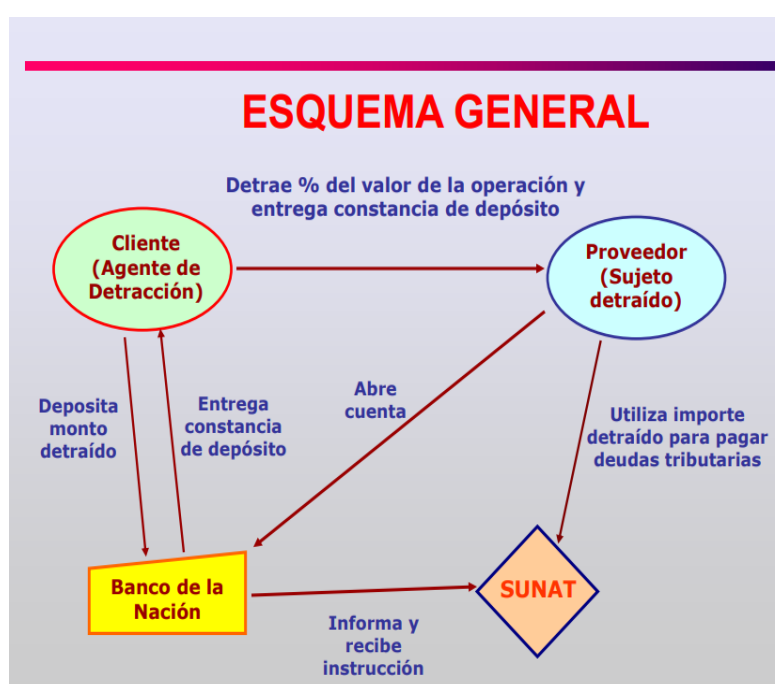 ESQUEMA GENERAL
Detrae % del valor de la operación y
entrega constancia de depósito
Cliente
(Agente de
Detracción)
Proveedor
(Sujeto
detraído)
Deposita
monto
detraído
Entrega
constancia
de depósito
Abre
cuenta
Utiliza importe
detraído para pagar
deudas tributarias
Banco de la
Nación
SUNAT
Informa y
recibe
instrucción